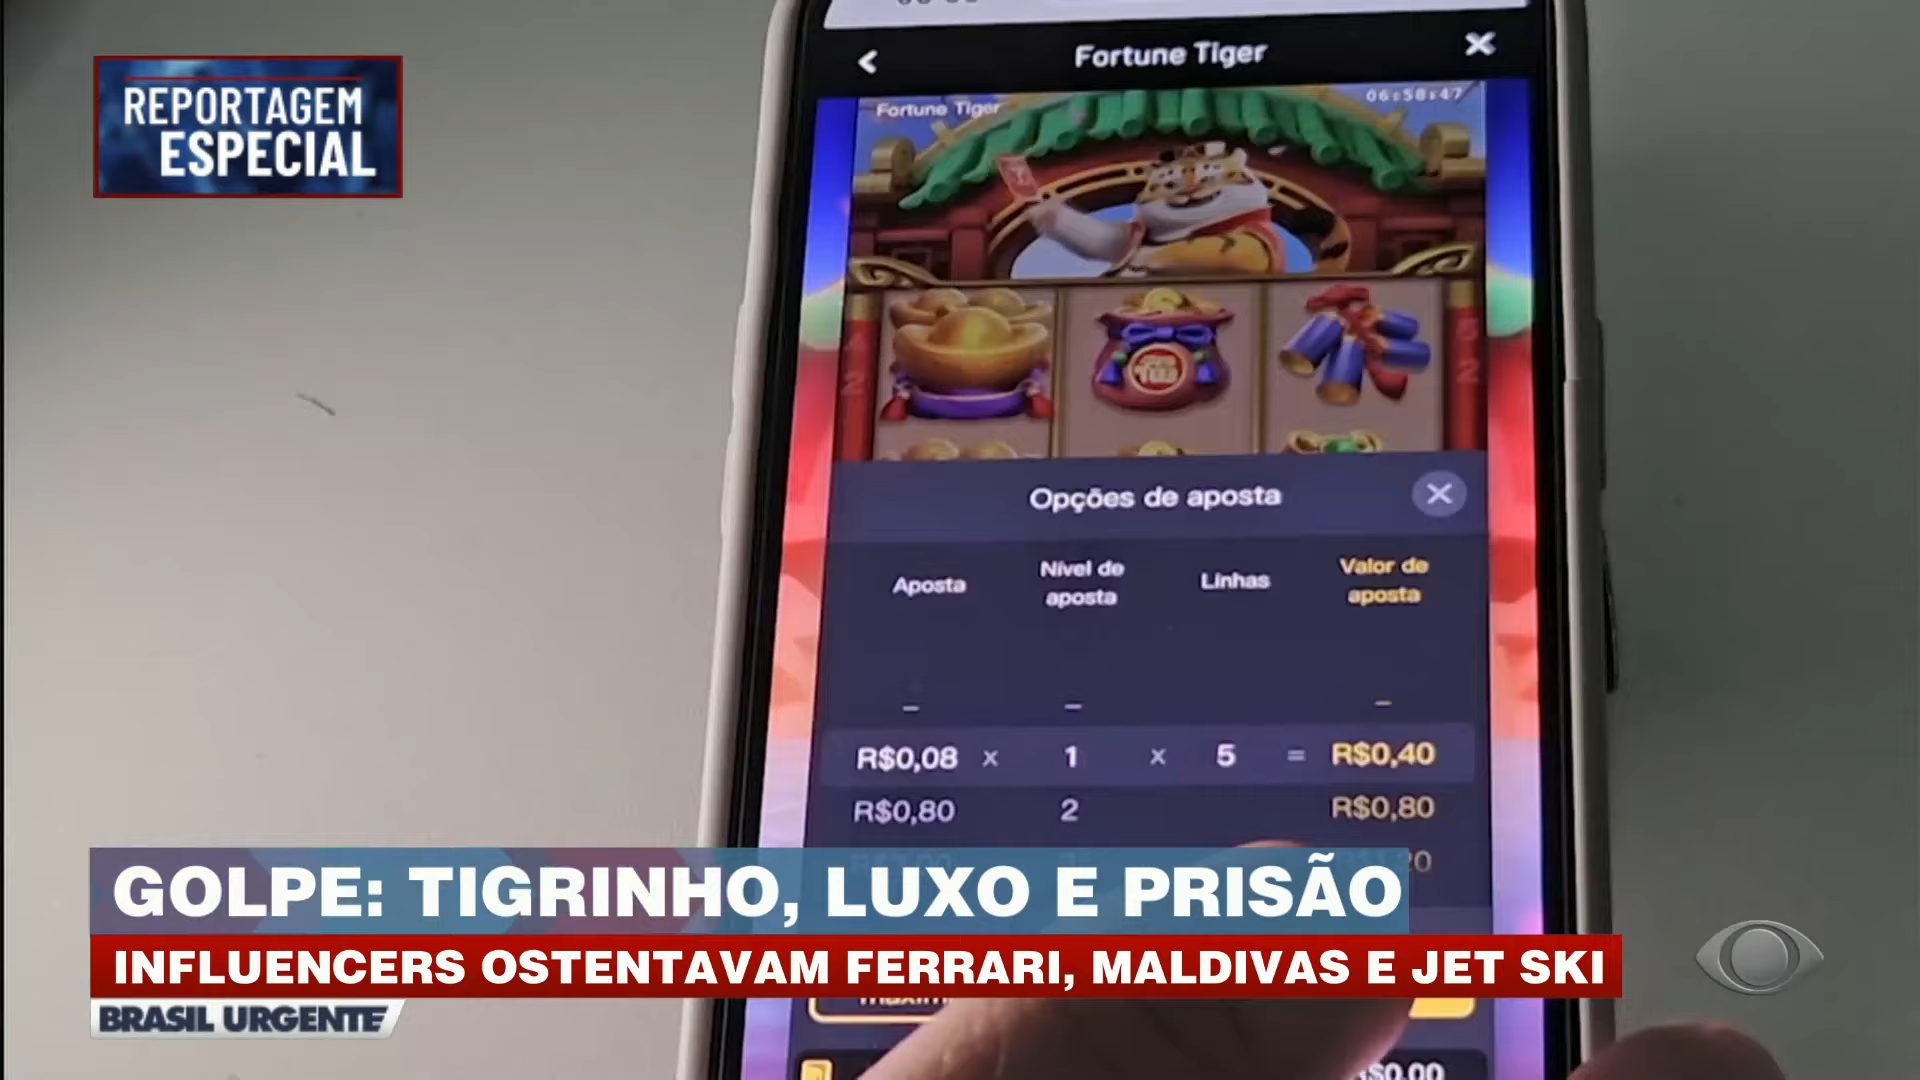 Fortune Tiger
REPORTAGEM
ESPECIAL
Fortune Tiger
06:58:47
Opções de aposta
Aposta
Nível de
aposta
Linhas
Valor de
aposta
R$0,08 x 1 x 5 = R$0,40
R$0,80 2 R$0,80
GOLPE: TIGRINHO, LUXO E PRISÃO
INFLUENCERS OSTENTAVAM FERRARI, MALDIVAS E JET SKI
BRASIL URGENTE